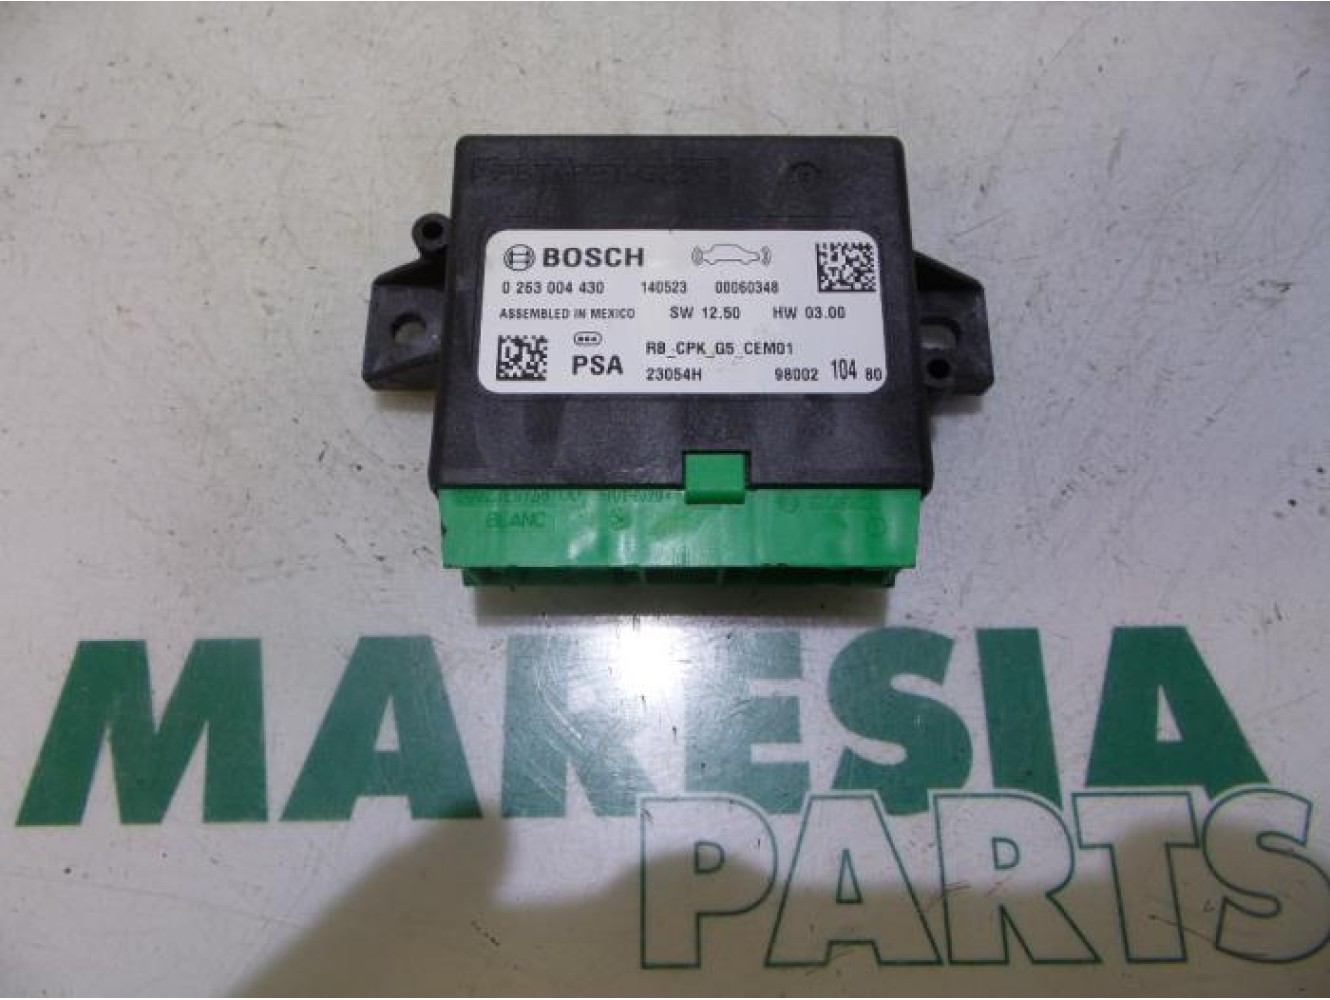 BOSCH
0 263 004 430 140523 00060348
ASSEMBLED IN MEXICO SW 12.50 HW 03.00
PSA RB_CPK_G5_CEM01
23054H 98002 104 80
BLANC
MAKESIA
PARTS